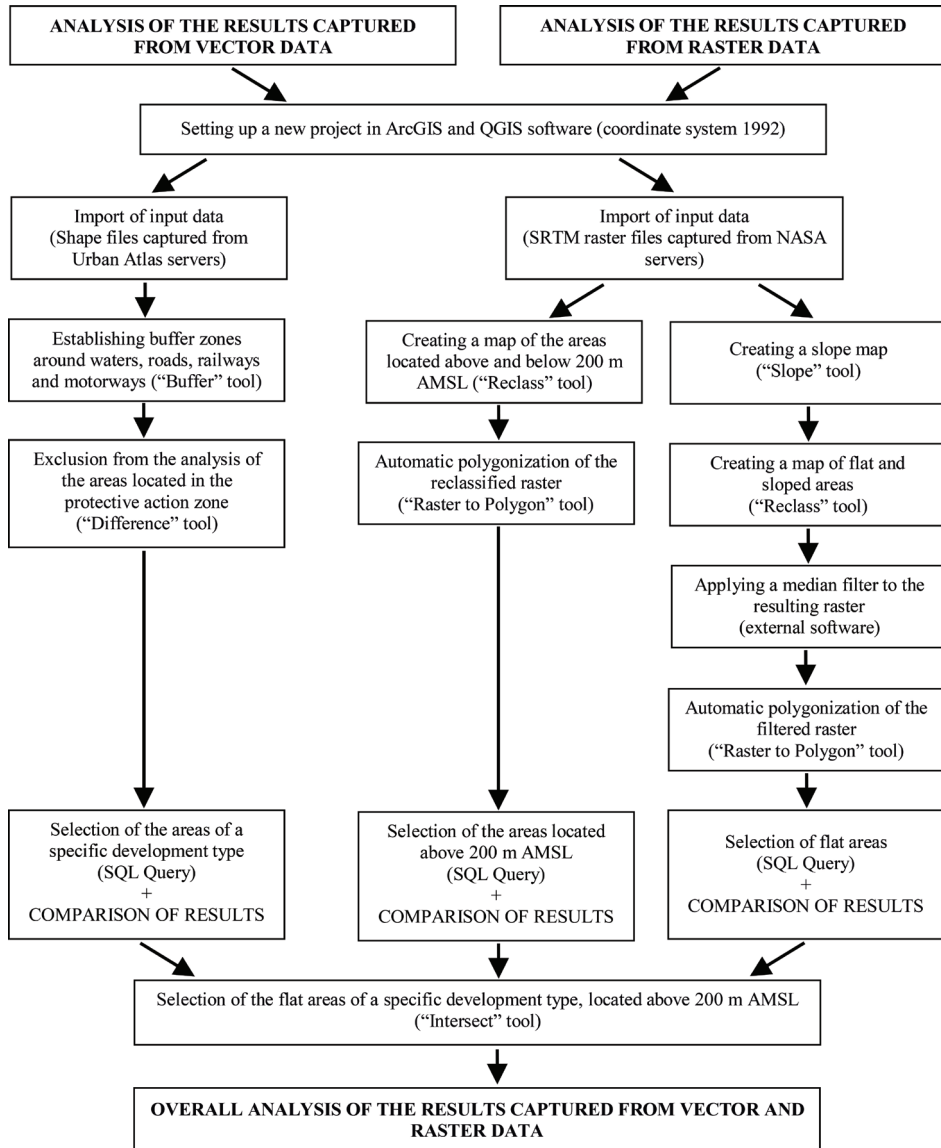 ANALYSIS OF THE RESULTS CAPTURED
FROM VECTOR DATA
ANALYSIS OF THE RESULTS CAPTURED
FROM RASTER DATA
Setting up a new project in ArcGIS and QGIS software (coordinate system 1992)
Import of input data
(Shape files captured from
Urban Atlas servers)
Import of input data
(SRTM raster files captured from NASA
servers)
Establishing buffer zones
around waters, roads, railways
and motorways (“Buffer” tool)
Creating a map of the areas
located above and below 200 m
AMSL (“Reclass” tool)
Creating a slope map
(“Slope” tool)
Exclusion from the analysis of
the areas located in the
protective action zone
(“Difference” tool)
Automatic polygonization of the
reclassified raster
(“Raster to Polygon” tool)
Creating a map of flat and
sloped areas
(“Reclass” tool)
Applying a median filter to the
resulting raster
(external software)
Automatic polygonization of the
filtered raster
(“Raster to Polygon” tool)
Selection of the areas of a
specific development type
(SQL Query)
+
COMPARISON OF RESULTS
Selection of the areas located
above 200 m AMSL
(SQL Query)
+
COMPARISON OF RESULTS
Selection of flat areas
(SQL Query)
+
COMPARISON OF RESULTS
Selection of the flat areas of a specific development type, located above 200 m AMSL
(“Intersect” tool)
OVERALL ANALYSIS OF THE RESULTS CAPTURED FROM VECTOR AND
RASTER DATA